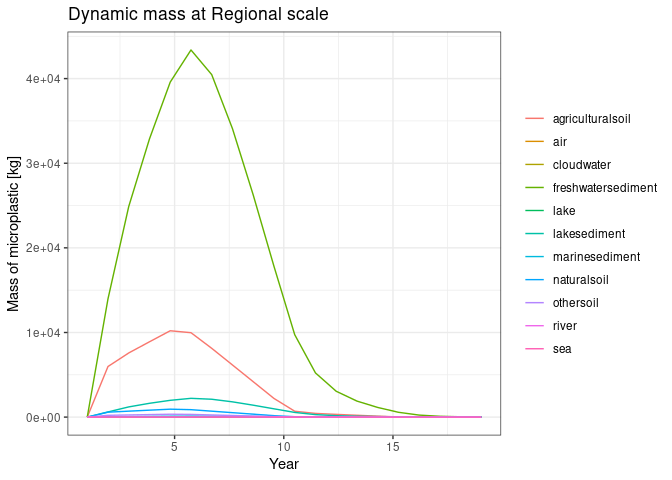 Dynamic mass at Regional scale
Mass of microplastic [kg]
4e+04
3e+04
2e+04
1e+04
0e+00
5
10
15
Year
agriculturalsoil
air
cloudwater
freshwatersediment
lake
lakesediment
marinesediment
naturalsoil
othersoil
river
sea